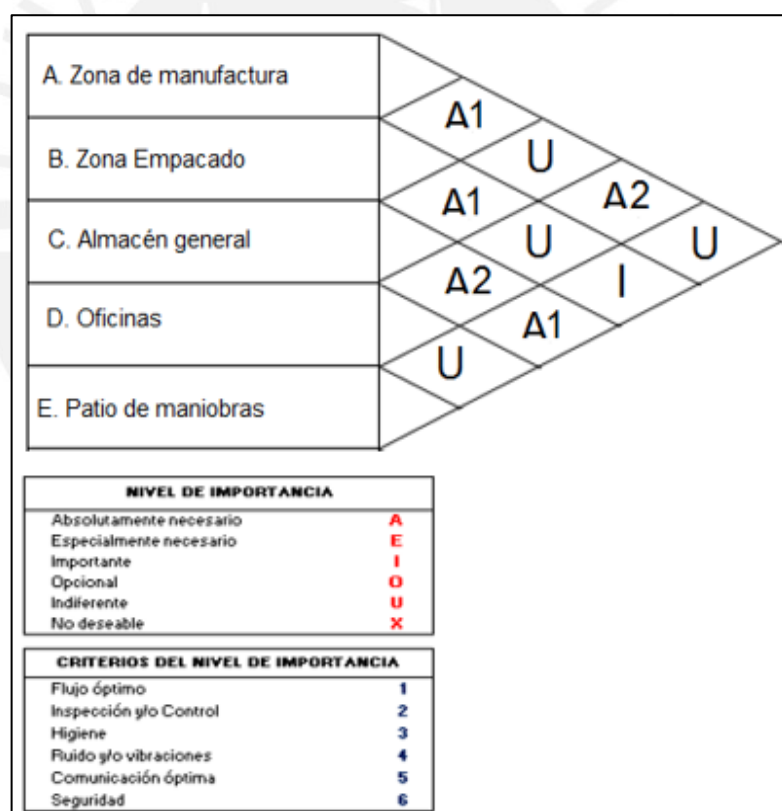 A. Zona de manufactura
A1
B. Zona Empacado
U
A1
A2
C. Almacén general
U
U
A2
I
D. Oficinas
A1
U
E. Patio de maniobras
NIVEL DE IMPORTANCIA
Absolutamente necesario A
Especialmente necesario E
Importante I
Opcional O
Indiferente U
No deseable X
CRITERIOS DEL NIVEL DE IMPORTANCIA
Flujo óptimo 1
Inspección y/o Control 2
Higiene 3
Ruido y/o vibraciones 4
Comunicación óptima 5
Seguridad 6